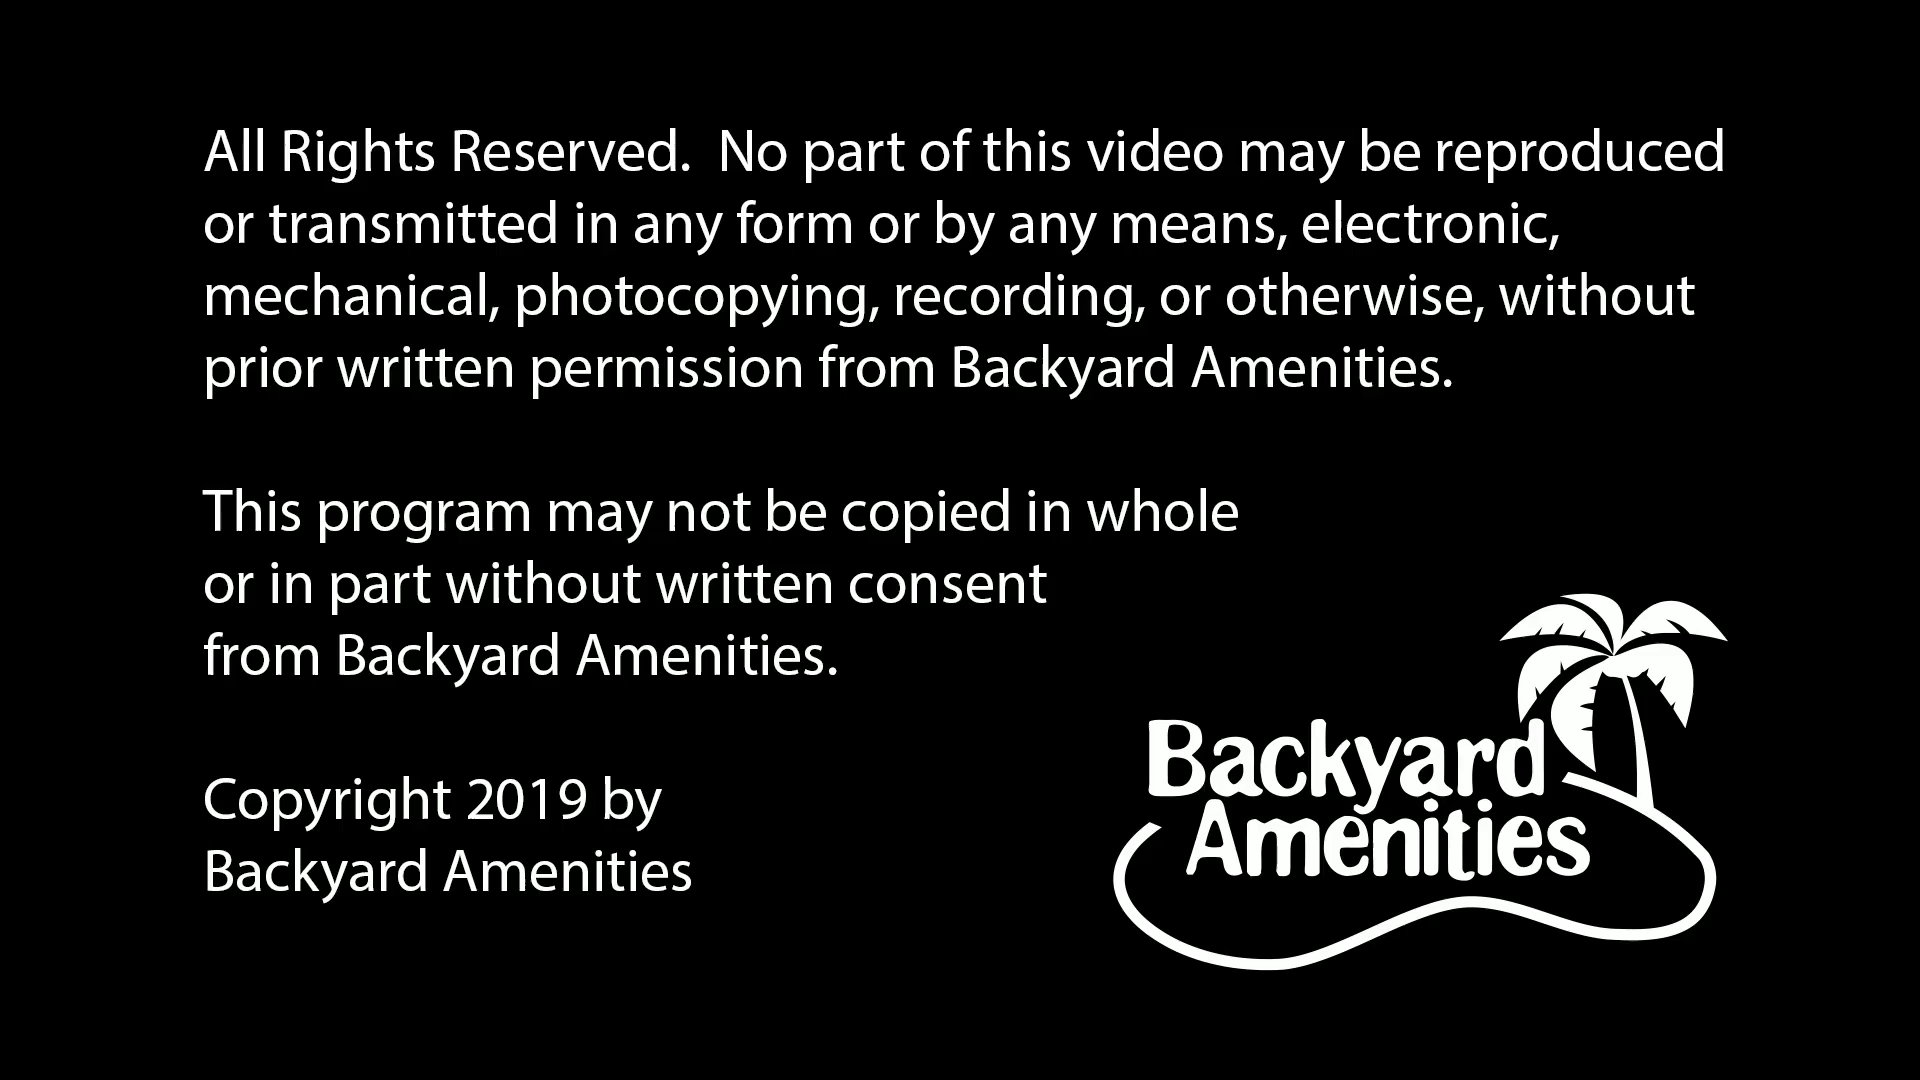 All Rights Reserved.  No part of this video may be reproduced
or transmitted in any form or by any means, electronic,
mechanical, photocopying, recording, or otherwise, without
prior written permission from Backyard Amenities.
This program may not be copied in whole
or in part without written consent
from Backyard Amenities.
Copyright 2019 by
Backyard Amenities
Backyard
Amenities